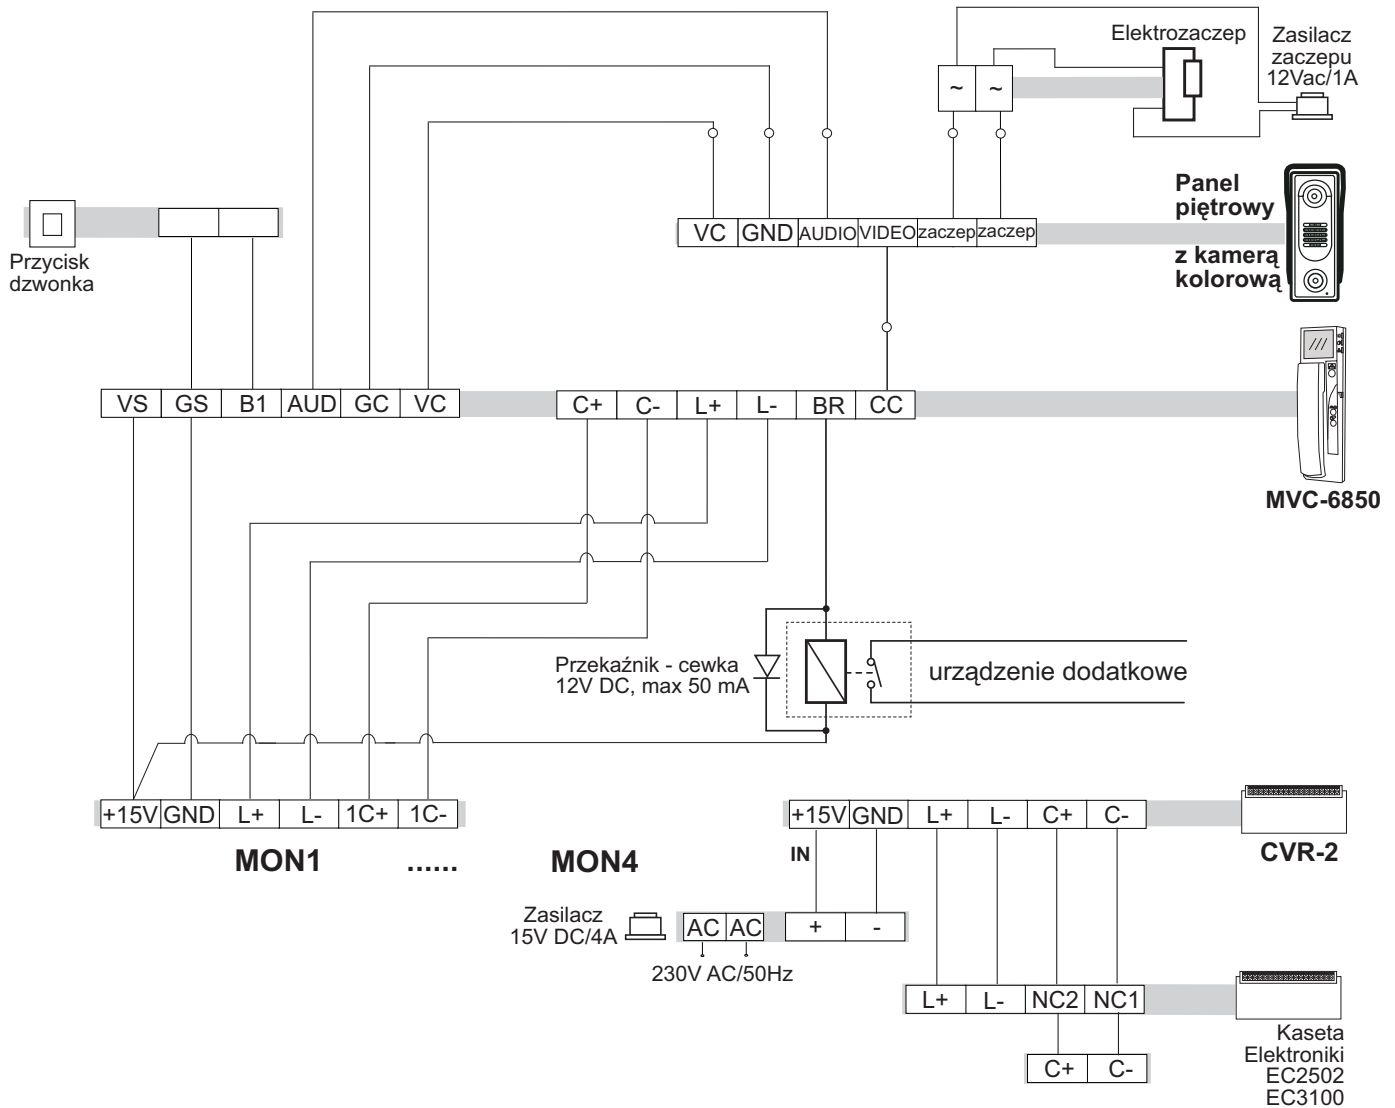 Elektrozaczep
Zasilacz
zaczepu
12Vac/1A
~ ~
Panel
piętrowy
z kamerą
kolorową
VC GND AUDIO VIDEO zaczep zaczep
Przycisk
dzwonka
VS GS B1 AUD GC VC
C+ C- L+ L- BR CC
MVC-6850
Przekaźnik - cewka
12V DC, max 50 mA
urządzenie dodatkowe
+15V GND L+ L- 1C+ 1C-
MON1 ...... MON4
+15V GND L+ L- C+ C-
IN
CVR-2
Zasilacz
15V DC/4A
AC AC + -
230V AC/50Hz
L+ L- NC2 NC1
C+ C-
Kaseta
Elektroniki
EC2502
EC3100